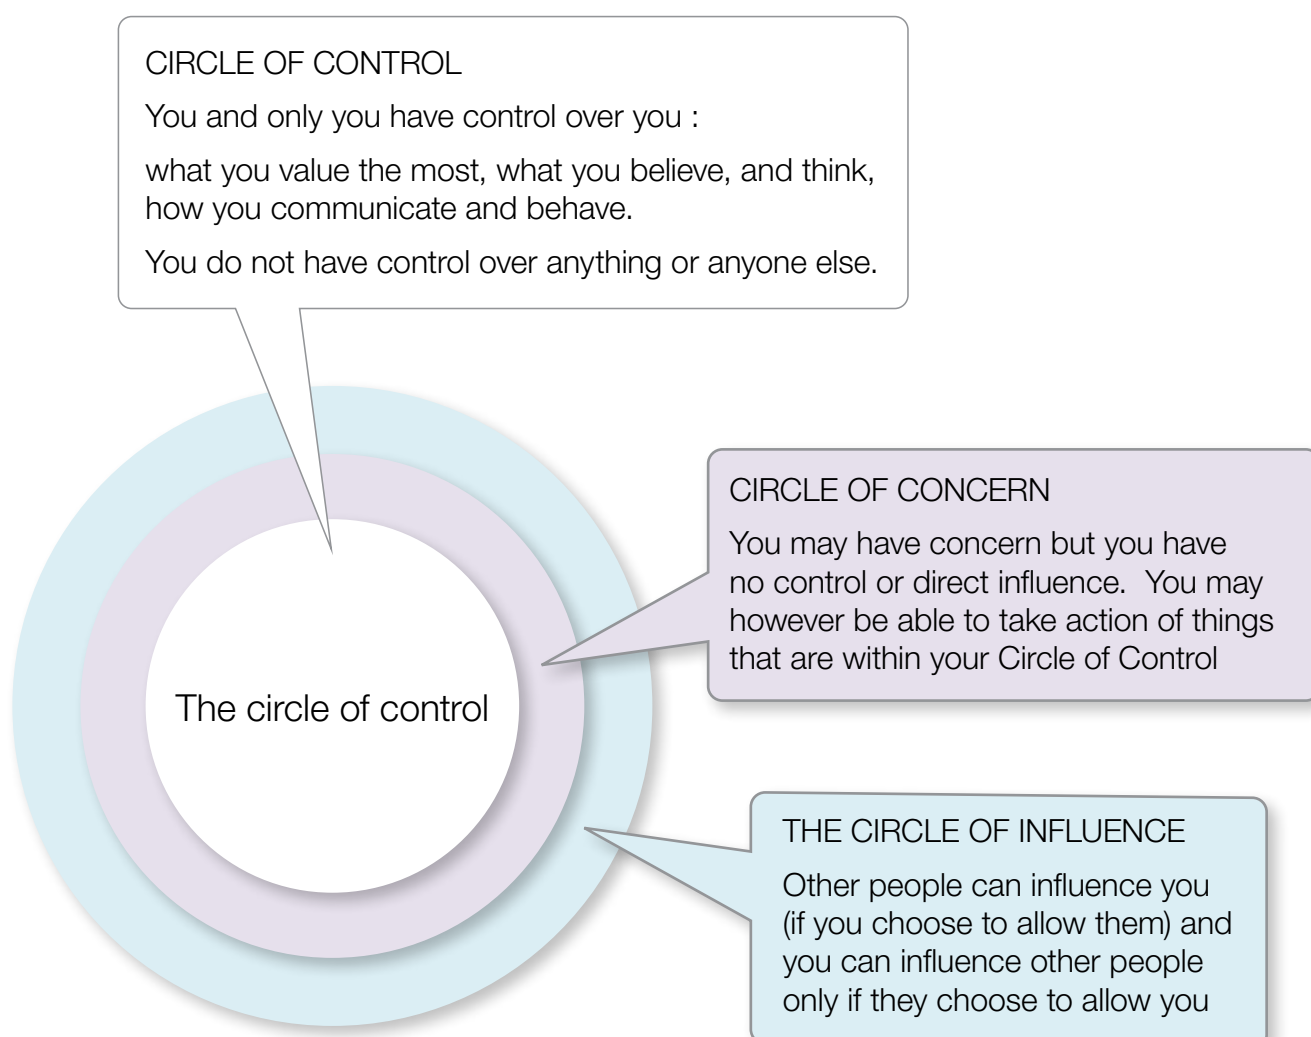 CIRCLE OF CONTROL
You and only you have control over you :
what you value the most, what you believe, and think,
how you communicate and behave.
You do not have control over anything or anyone else.
CIRCLE OF CONCERN
You may have concern but you have
no control or direct influence.  You may
however be able to take action of things
that are within your Circle of Control
The circle of control
THE CIRCLE OF INFLUENCE
Other people can influence you
(if you choose to allow them) and
you can influence other people
only if they choose to allow you